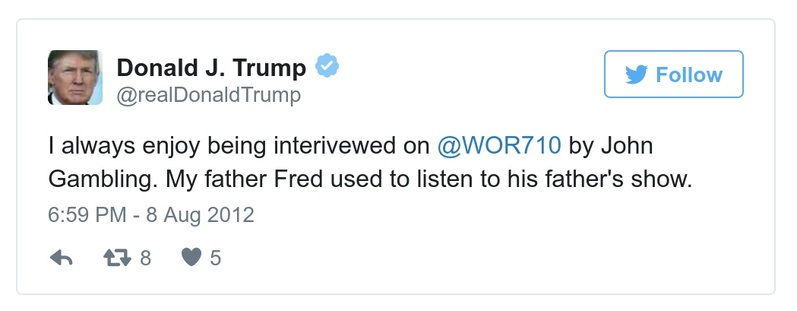 Donald J. Trump
@realDonaldTrump
Follow
I always enjoy being interivewed on @WOR710 by John
Gambling. My father Fred used to listen to his father's show.
6:59 PM - 8 Aug 2012
8 5